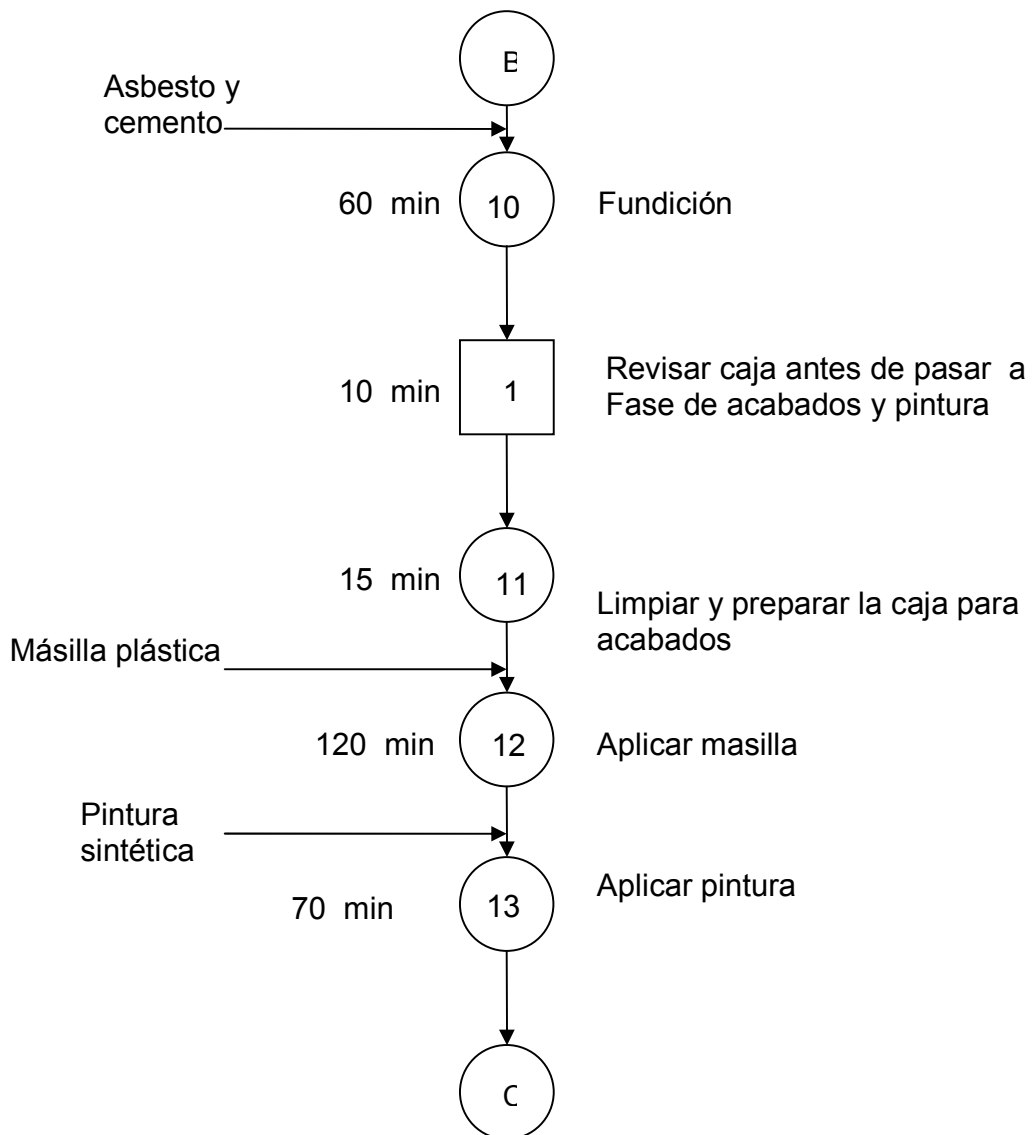 B
Asbesto y
cemento
60 min
10
Fundición
10 min
1
Revisar caja antes de pasar a
Fase de acabados y pintura
15 min
11
Limpiar y preparar la caja para
acabados
Másilla plástica
120 min
12
Aplicar masilla
Pintura
sintética
70 min
13
Aplicar pintura
C